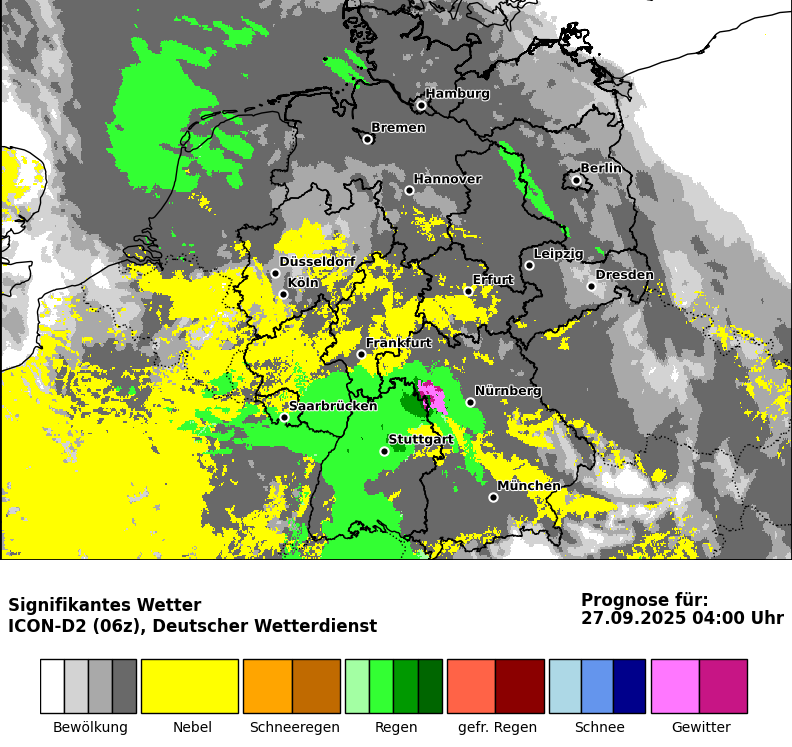 Hamburg
Bremen
Berlin
Hannover
Düsseldorf
Leipzig
Köln
Erfurt
Dresden
Frankfurt
Nürnberg
Saarbrücken
Stuttgart
München
Signifikantes Wetter
ICON-D2 (06z), Deutscher Wetterdienst
Prognose für:
27.09.2025 04:00 Uhr
Bewölkung
Nebel
Schneeregen
Regen
gefr. Regen
Schnee
Gewitter